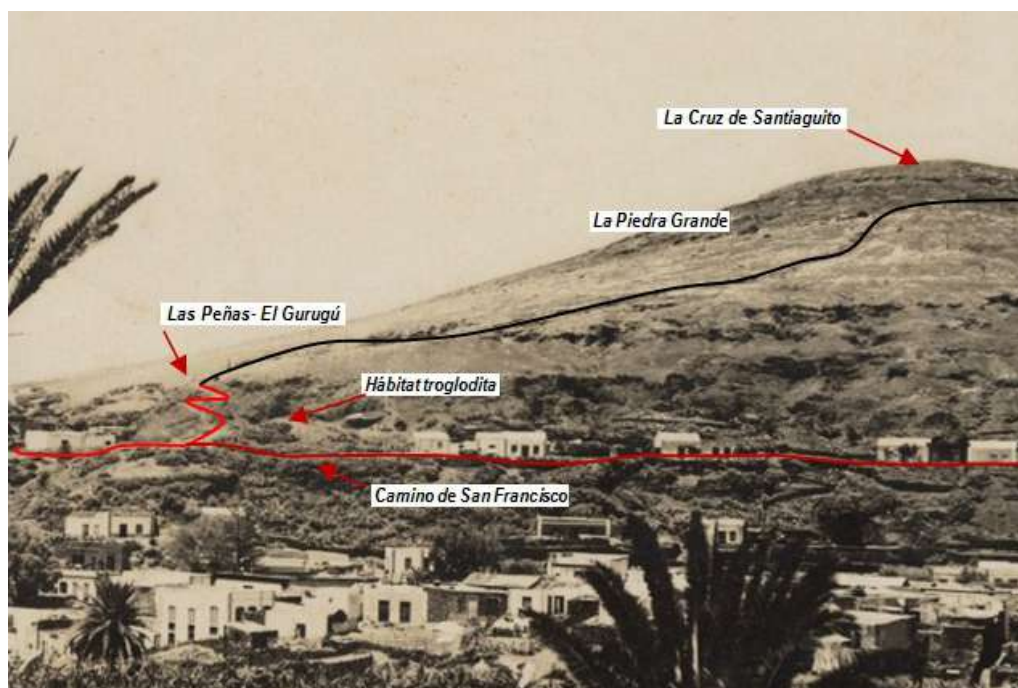 La Cruz de Santiaguito
La Piedra Grande
Las Peñas- El Gurugú
Hábitat troglodita
Camino de San Francisco